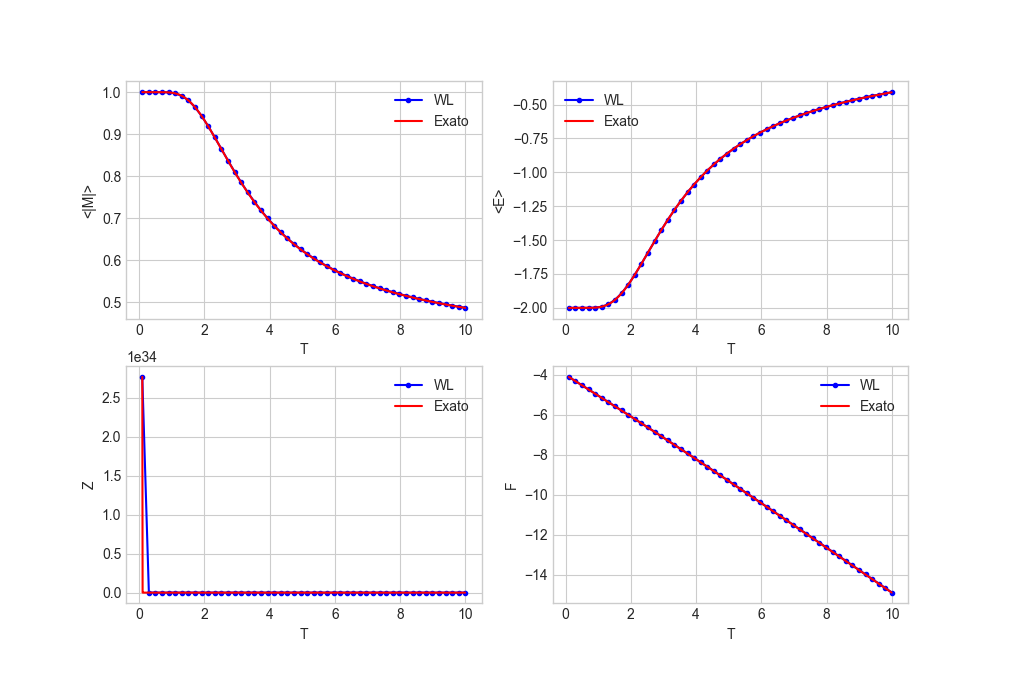 1.0
0.9
0.8
0.7
0.6
0.5
<|M|>
0 2 4 6 8 10
T
WL
Exato
−0.50
−0.75
−1.00
−1.25
−1.50
−1.75
−2.00
<E>
0 2 4 6 8 10
T
WL
Exato
1e34
2.5
2.0
1.5
1.0
0.5
0.0
Z
0 2 4 6 8 10
T
WL
Exato
−4
−6
−8
−10
−12
−14
F
0 2 4 6 8 10
T
WL
Exato